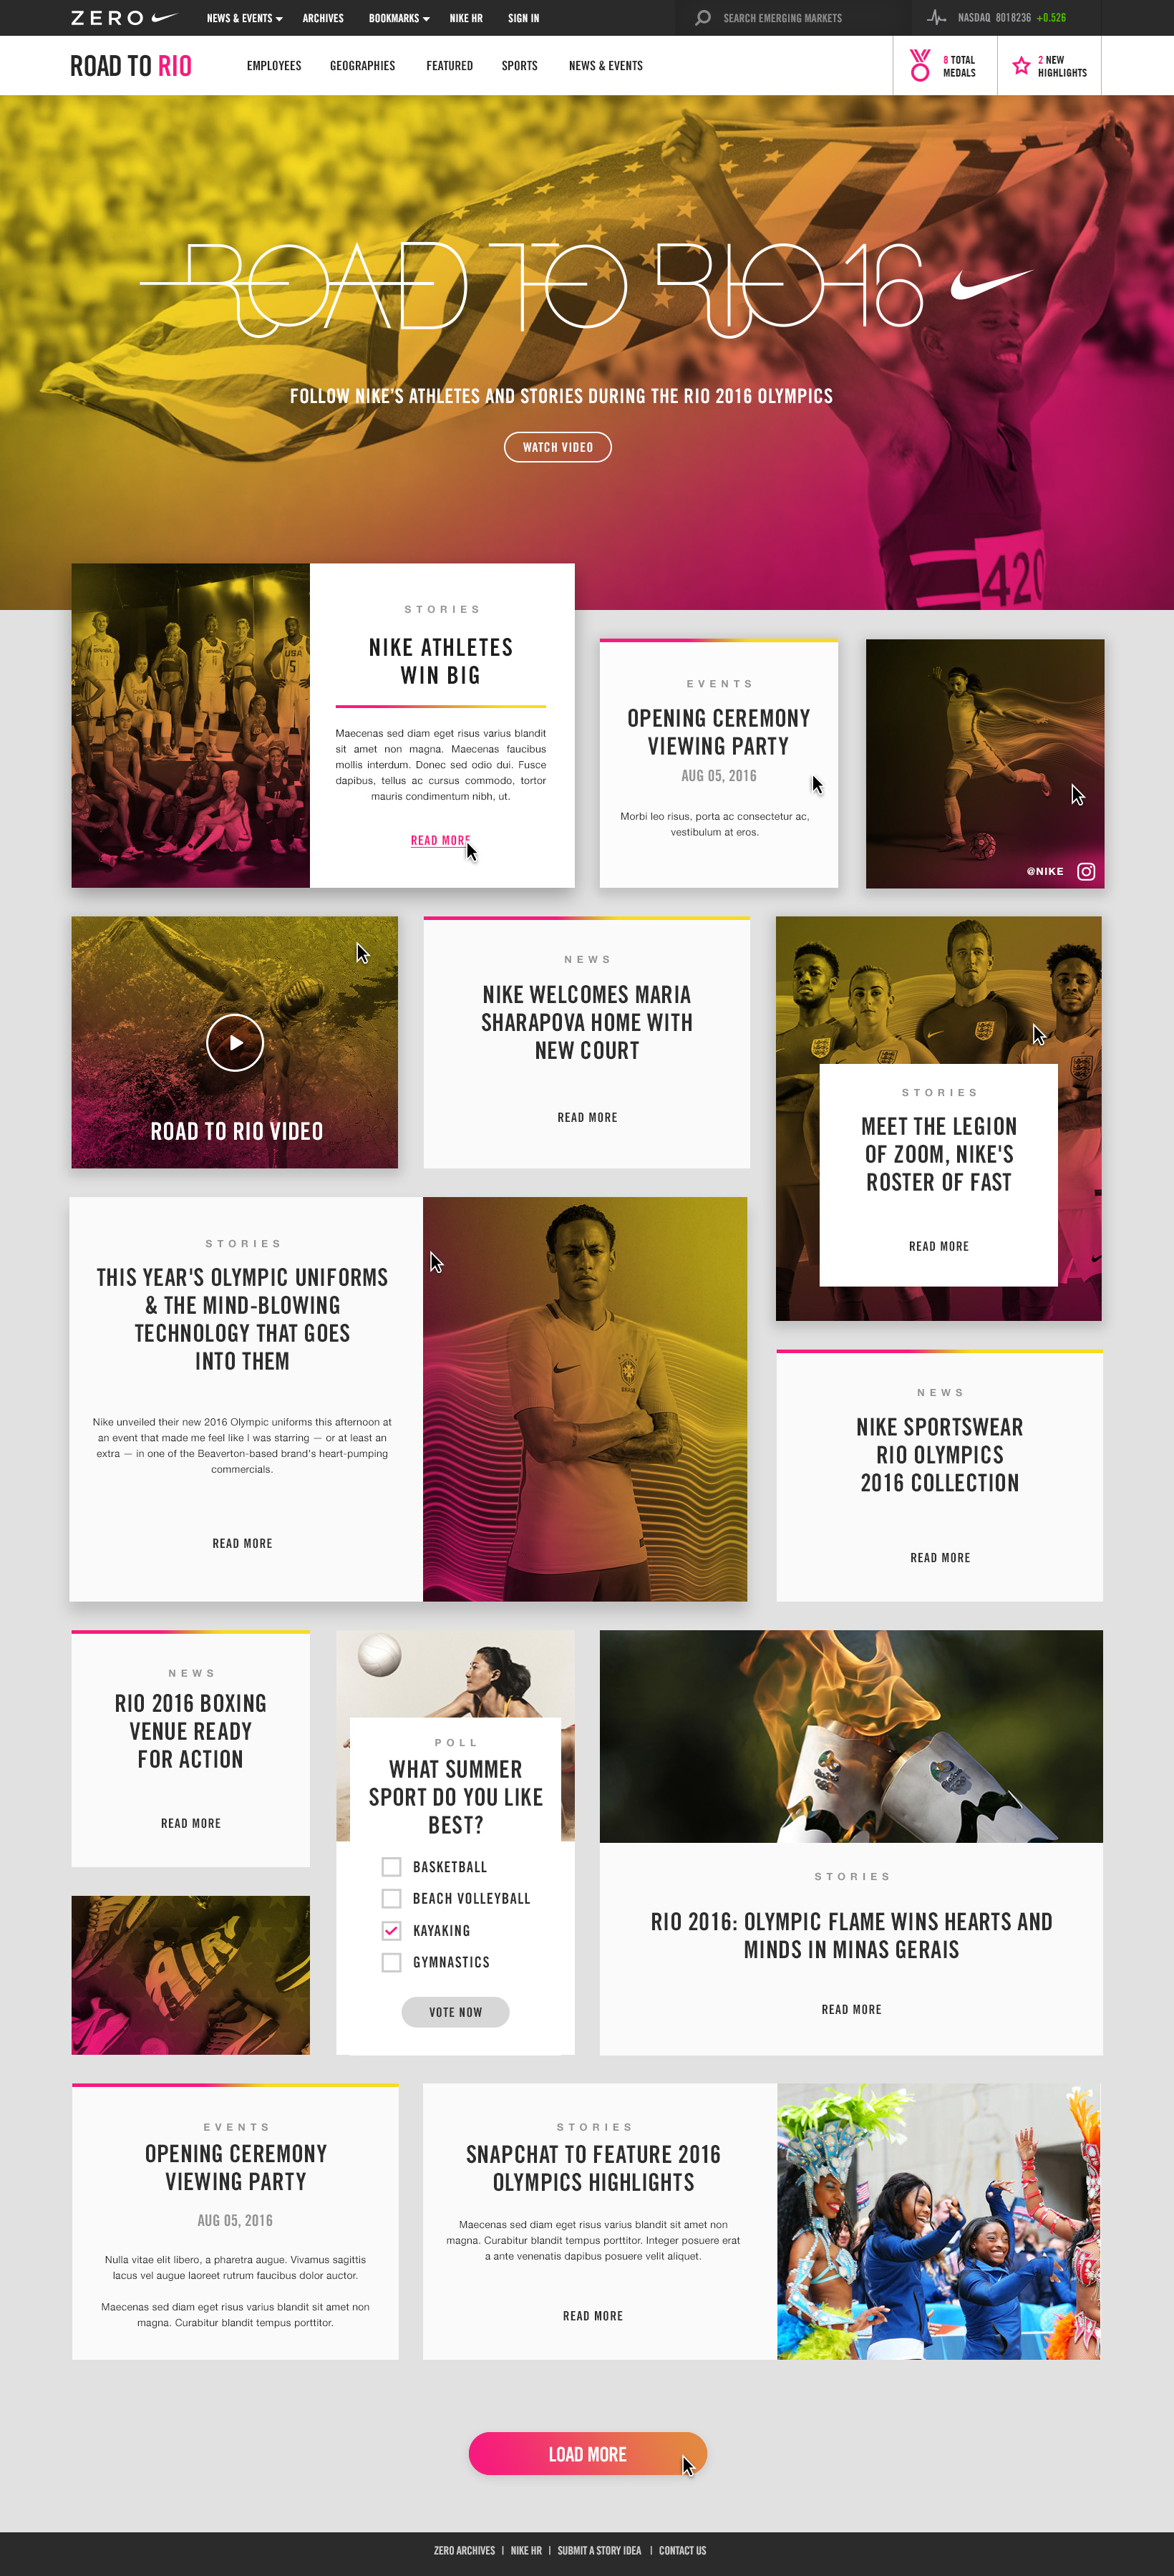 ZERO
NEWS & EVENTS
ARCHIVES
BOOKMARKS
NIKE HR
SIGN IN
SEARCH EMERGING MARKETS
NASDAQ 8018236 +0.526
ROAD TO RIO
EMPLOYEES
GEOGRAPHIES
FEATURED
SPORTS
NEWS & EVENTS
8 TOTAL
MEDALS
2 NEW
HIGHLIGHTS
ROAD TO RIO 16
FOLLOW NIKE'S ATHLETES AND STORIES DURING THE RIO 2016 OLYMPICS
WATCH VIDEO
420
STORIES
NIKE ATHLETES
WIN BIG
Maecenas sed diam eget risus varius blandit
sit amet non magna. Maecenas faucibus
mollis interdum. Donec sed odio dui. Fusce
dapibus, tellus ac cursus commodo, tortor
mauris condimentum nibh, ut.
READ MORE
USA
5
EVENTS
OPENING CEREMONY
VIEWING PARTY
AUG 05, 2016
Morbi leo risus, porta ac consectetur ac,
vestibulum at eros.
@NIKE
ROAD TO RIO VIDEO
NEWS
NIKE WELCOMES MARIA
SHARAPOVA HOME WITH
NEW COURT
READ MORE
STORIES
MEET THE LEGION
OF ZOOM, NIKE'S
ROSTER OF FAST
READ MORE
STORIES
THIS YEAR'S OLYMPIC UNIFORMS
& THE MIND-BLOWING
TECHNOLOGY THAT GOES
INTO THEM
Nike unveiled their new 2016 Olympic uniforms this afternoon at
an event that made me feel like I was starring — or at least an
extra — in one of the Beaverton-based brand's heart-pumping
commercials.
READ MORE
BRASIL
NEWS
NIKE SPORTSWEAR
RIO OLYMPICS
2016 COLLECTION
READ MORE
NEWS
RIO 2016 BOXING
VENUE READY
FOR ACTION
READ MORE
AIR
POLL
WHAT SUMMER
SPORT DO YOU LIKE
BEST?
BASKETBALL
BEACH VOLLEYBALL
KAYAKING
GYMNASTICS
VOTE NOW
STORIES
RIO 2016: OLYMPIC FLAME WINS HEARTS AND
MINDS IN MINAS GERAIS
READ MORE
EVENTS
OPENING CEREMONY
VIEWING PARTY
AUG 05, 2016
Nulla vitae elit libero, a pharetra augue. Vivamus sagittis
lacus vel augue laoreet rutrum faucibus dolor auctor.
Maecenas sed diam eget risus varius blandit sit amet non
magna. Curabitur blandit tempus porttitor.
STORIES
SNAPCHAT TO FEATURE 2016
OLYMPICS HIGHLIGHTS
Maecenas sed diam eget risus varius blandit sit amet non
magna. Curabitur blandit tempus porttitor. Integer posuere erat
a ante venenatis dapibus posuere velit aliquet.
READ MORE
LOAD MORE
ZERO ARCHIVES | NIKE HR | SUBMIT A STORY IDEA | CONTACT US